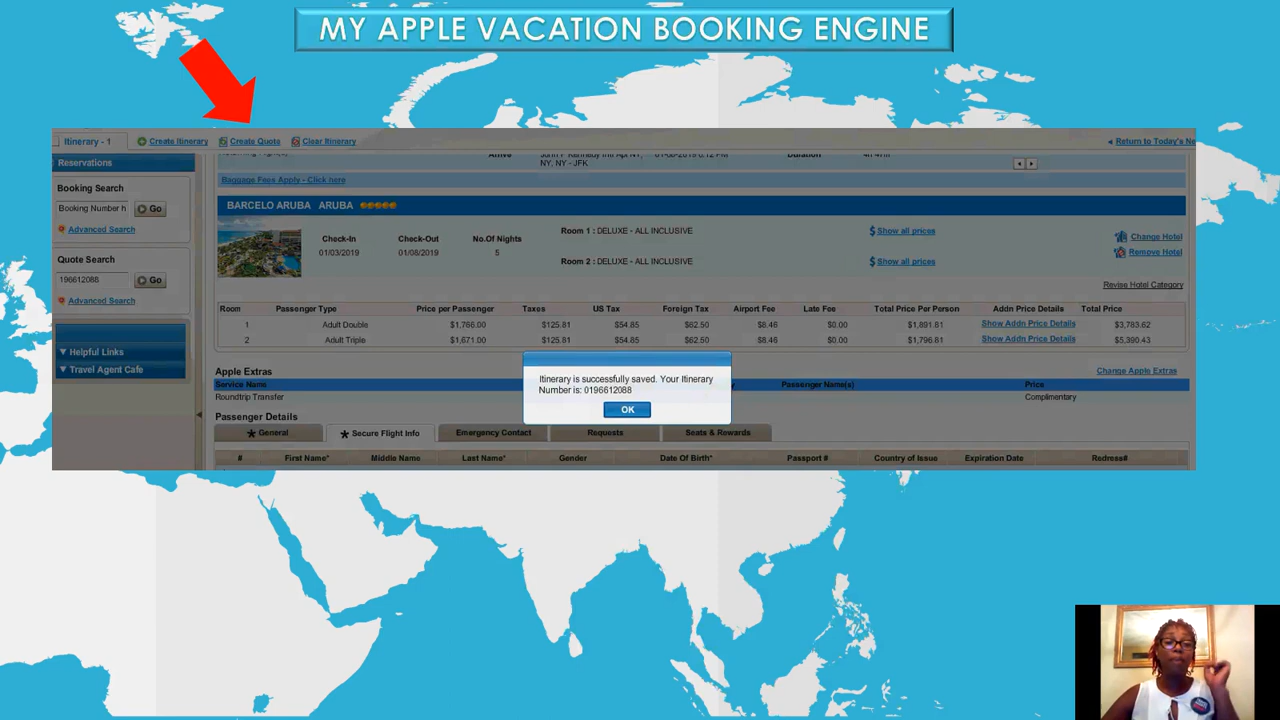 MY APPLE VACATION BOOKING ENGINE
Itinerary - 1 Create Itinerary Create Quote Clear Itinerary Return to Today's Ne
Reservations
Booking Search
Booking Number h Go
Advanced Search
Quote Search
196612088 Go
Advanced Search
Helpful Links
Travel Agent Cafe
Arrive Duration
NY, NY - JFK
Baggage Fees Apply - Click here
BARCELO ARUBA ARUBA
Check-In Check-Out No.Of Nights
01/03/2019 01/08/2019 5
Room 1 : DELUXE - ALL INCLUSIVE Show all prices Change Hotel
Remove Hotel
Room 2 : DELUXE - ALL INCLUSIVE Show all prices
Revise Hotel Category
Room Passenger Type Price per Passenger Taxes US Tax Foreign Tax Airport Fee Late Fee Total Price Per Person Addn Price Details Total Price
1 Adult Double $1,766.00 $125.81 $54.85 $62.50 $8.46 $0.00 $1,891.81 Show Addn Price Details $3,783.62
2 Adult Triple $1,671.00 $125.81 $54.85 $62.50 $8.46 $0.00 $1,796.81 Show Addn Price Details $5,390.43
Apple Extras Change Apple Extras
Service Name Passenger Name(s) Price
Roundtrip Transfer Complimentary
Itinerary is successfully saved. Your Itinerary
Number is: 0196612088
OK
Passenger Details
General Secure Flight Info Emergency Contact Requests Seats & Rewards
# First Name* Middle Name Last Name* Gender Date Of Birth* Passport # Country of Issue Expiration Date Redress#